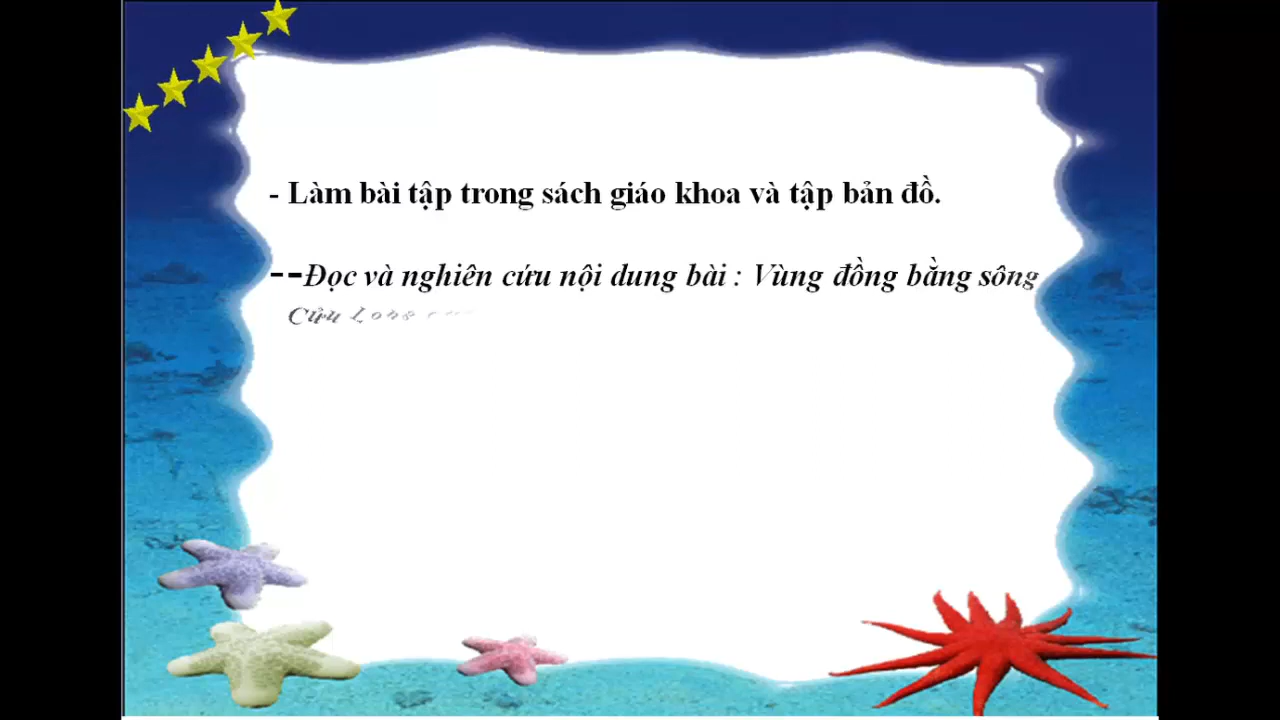 - Làm bài tập trong sách giáo khoa và tập bản đồ.
--Đọc và nghiên cứu nội dung bài : Vùng đồng bằng sông
Cửu Long